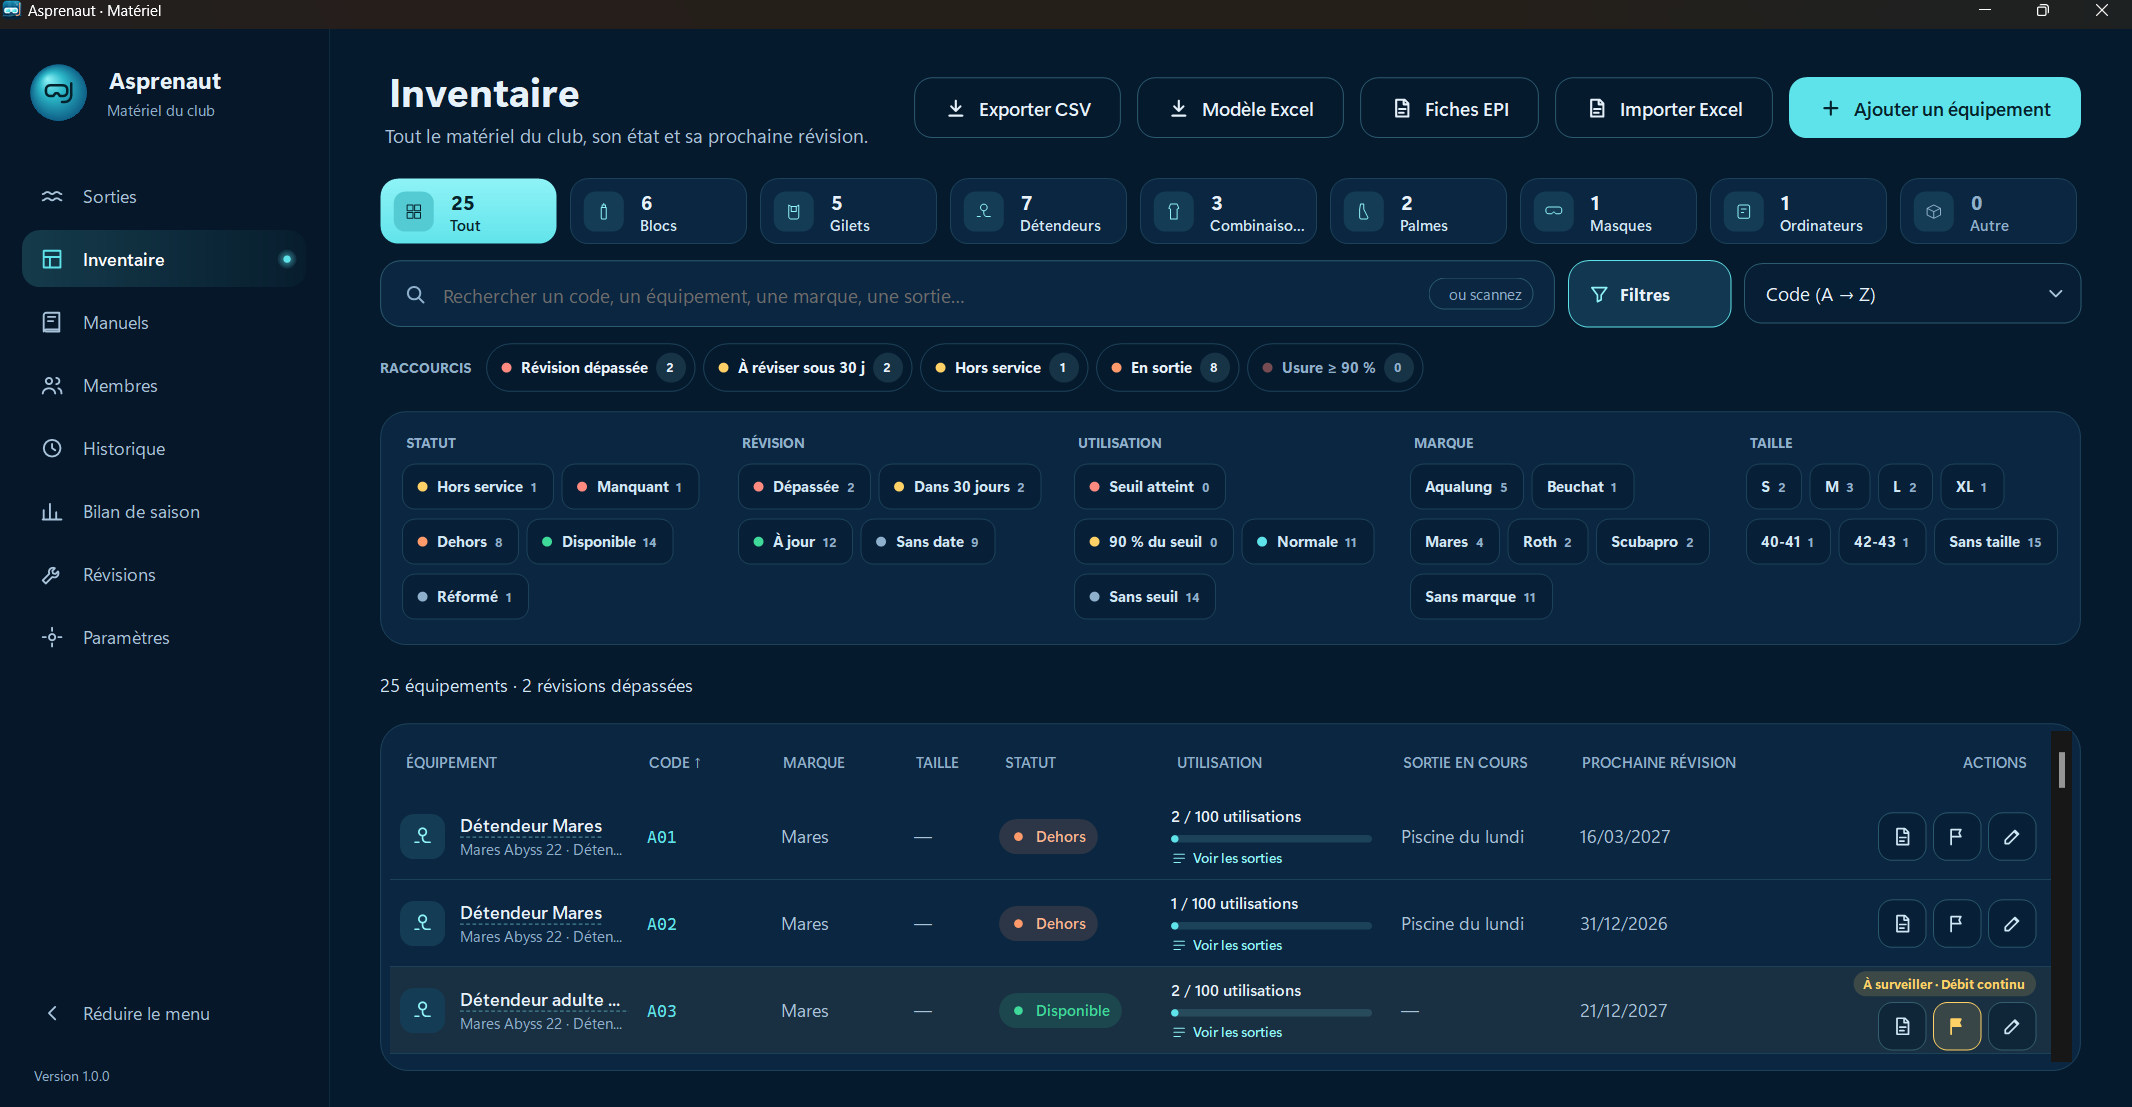 Asprenaut · Matériel
Asprenaut
Matériel du club
Sorties
Inventaire
Manuels
Membres
Historique
Bilan de saison
Révisions
Paramètres
Réduire le menu
Version 1.0.0
Inventaire
Tout le matériel du club, son état et sa prochaine révision.
Exporter CSV
Modèle Excel
Fiches EPI
Importer Excel
Ajouter un équipement
25
Tout
6
Blocs
5
Gilets
7
Détendeurs
3
Combinaiso...
2
Palmes
1
Masques
1
Ordinateurs
0
Autre
Rechercher un code, un équipement, une marque, une sortie...
ou scannez
Filtres
Code (A → Z)
RACCOURCIS
Révision dépassée 2
À réviser sous 30 j 2
Hors service 1
En sortie 8
Usure ≥ 90 % 0
STATUT
Hors service 1
Manquant 1
Dehors 8
Disponible 14
Réformé 1
RÉVISION
Dépassée 2
Dans 30 jours 2
À jour 12
Sans date 9
UTILISATION
Seuil atteint 0
90 % du seuil 0
Normale 11
Sans seuil 14
MARQUE
Aqualung 5
Beuchat 1
Mares 4
Roth 2
Scubapro 2
Sans marque 11
TAILLE
S 2
M 3
L 2
XL 1
40-41 1
42-43 1
Sans taille 15
25 équipements · 2 révisions dépassées
ÉQUIPEMENT CODE ↑ MARQUE TAILLE STATUT UTILISATION SORTIE EN COURS PROCHAINE RÉVISION ACTIONS
Détendeur Mares
Mares Abyss 22 · Déten...
A01
Mares
—
Dehors
2 / 100 utilisations
Voir les sorties
Piscine du lundi
16/03/2027
Détendeur Mares
Mares Abyss 22 · Déten...
A02
Mares
—
Dehors
1 / 100 utilisations
Voir les sorties
Piscine du lundi
31/12/2026
Détendeur adulte ...
Mares Abyss 22 · Déten...
A03
Mares
—
Disponible
2 / 100 utilisations
Voir les sorties
—
21/12/2027
À surveiller · Débit continu